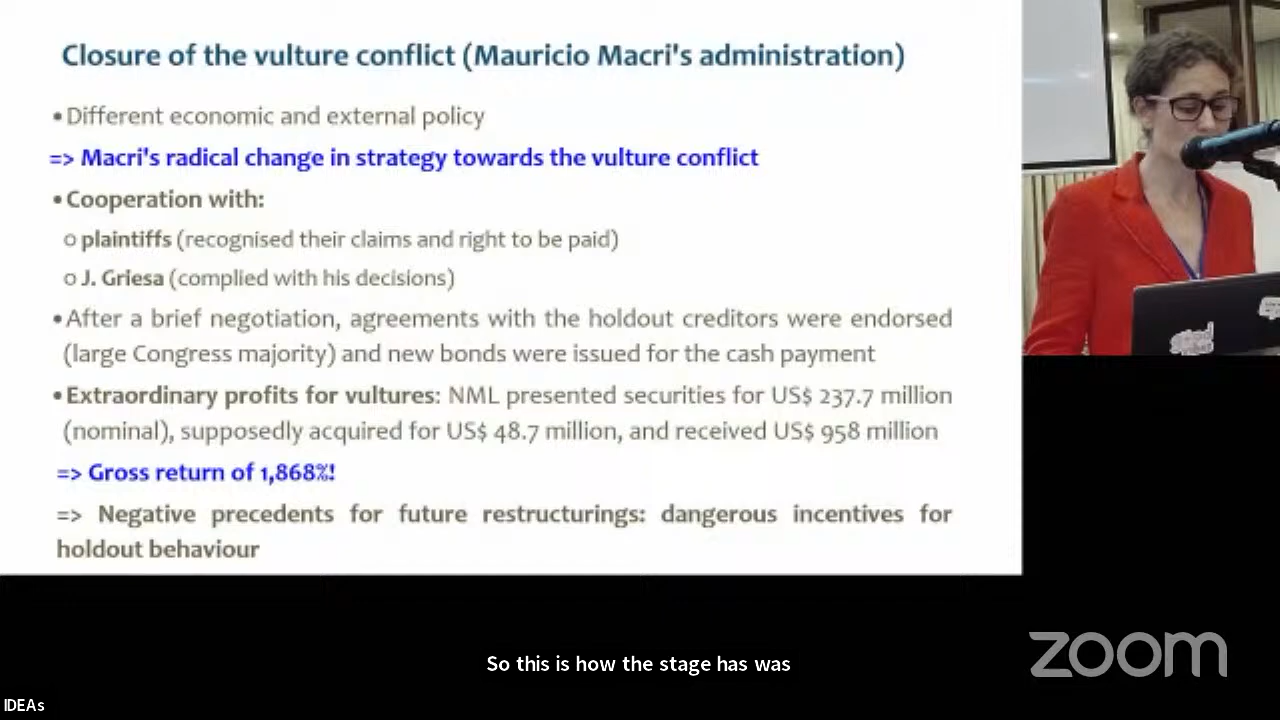 Closure of the vulture conflict (Mauricio Macri's administration)
•Different economic and external policy
=> Macri's radical change in strategy towards the vulture conflict
•Cooperation with:
o plaintiffs (recognised their claims and right to be paid)
o J. Griesa (complied with his decisions)
•After a brief negotiation, agreements with the holdout creditors were endorsed
(large Congress majority) and new bonds were issued for the cash payment
•Extraordinary profits for vultures: NML presented securities for US$ 237.7 million
(nominal), supposedly acquired for US$ 48.7 million, and received US$ 958 million
=> Gross return of 1,868%!
=> Negative precedents for future restructurings: dangerous incentives for
holdout behaviour
So this is how the stage has was
zoom
IDEAs